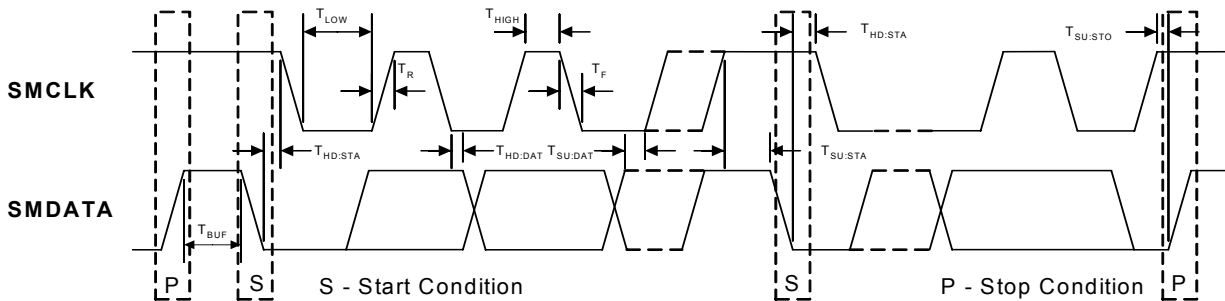 T_LOW T_HIGH T_HD:STA T_SU:STO
SMCLK
T_R T_F
T_HD:STA T_HD:DAT T_SU:DAT T_SU:STA
SMDATA
T_BUF
P S S - Start Condition S P - Stop Condition P